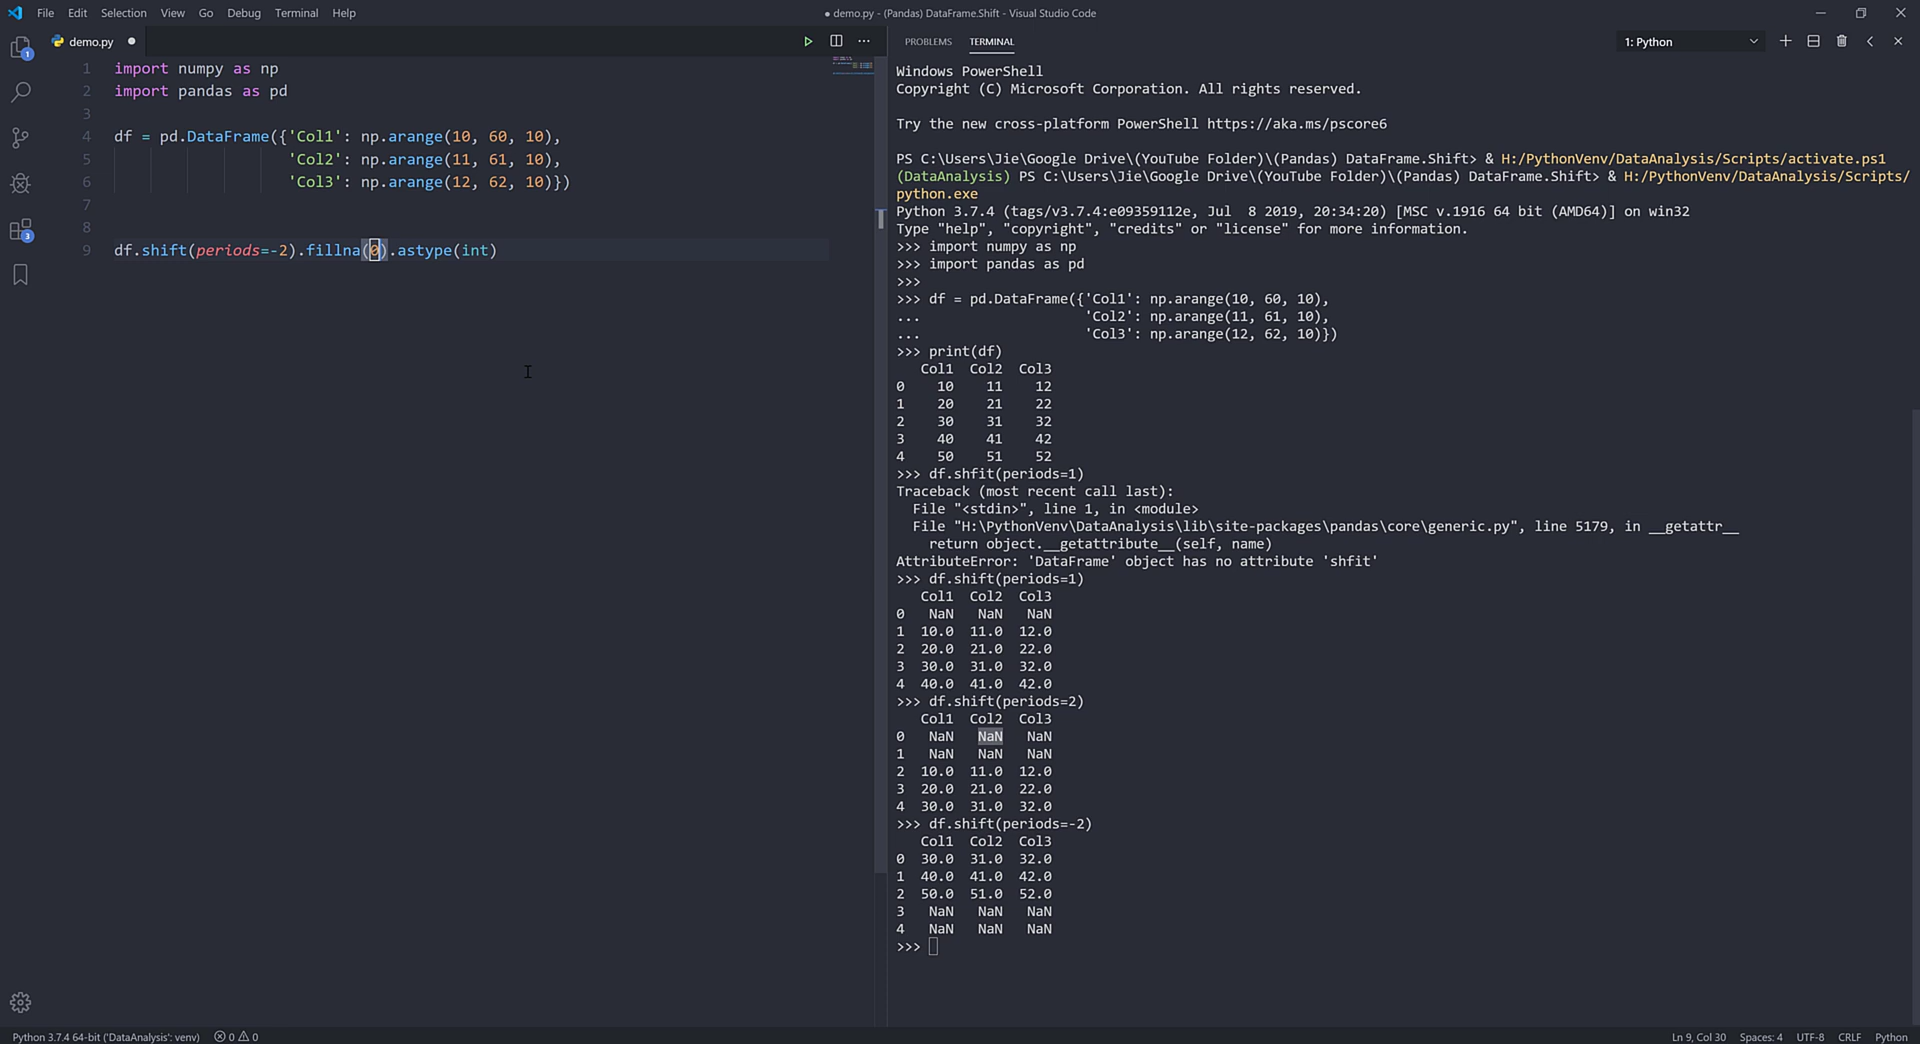 File Edit Selection View Go Debug Terminal Help
● demo.py - (Pandas) DataFrame.Shift - Visual Studio Code
demo.py ●
1 import numpy as np
2 import pandas as pd
3
4 df = pd.DataFrame({'Col1': np.arange(10, 60, 10),
5                    'Col2': np.arange(11, 61, 10),
6                    'Col3': np.arange(12, 62, 10)})
7
8
9 df.shift(periods=-2).fillna(0).astype(int)
1
3
PROBLEMS TERMINAL
1: Python
Windows PowerShell
Copyright (C) Microsoft Corporation. All rights reserved.
Try the new cross-platform PowerShell https://aka.ms/pscore6
PS C:\Users\Jie\Google Drive\(YouTube Folder)\(Pandas) DataFrame.Shift> & H:/PythonVenv/DataAnalysis/Scripts/activate.ps1
(DataAnalysis) PS C:\Users\Jie\Google Drive\(YouTube Folder)\(Pandas) DataFrame.Shift> & H:/PythonVenv/DataAnalysis/Scripts/
python.exe
Python 3.7.4 (tags/v3.7.4:e09359112e, Jul  8 2019, 20:34:20) [MSC v.1916 64 bit (AMD64)] on win32
Type "help", "copyright", "credits" or "license" for more information.
>>> import numpy as np
>>> import pandas as pd
>>>
>>> df = pd.DataFrame({'Col1': np.arange(10, 60, 10),
...                    'Col2': np.arange(11, 61, 10),
...                    'Col3': np.arange(12, 62, 10)})
>>> print(df)
   Col1  Col2  Col3
0    10    11    12
1    20    21    22
2    30    31    32
3    40    41    42
4    50    51    52
>>> df.shfit(periods=1)
Traceback (most recent call last):
  File "<stdin>", line 1, in <module>
  File "H:\PythonVenv\DataAnalysis\lib\site-packages\pandas\core\generic.py", line 5179, in __getattr__
    return object.__getattribute__(self, name)
AttributeError: 'DataFrame' object has no attribute 'shfit'
>>> df.shift(periods=1)
   Col1  Col2  Col3
0   NaN   NaN   NaN
1  10.0  11.0  12.0
2  20.0  21.0  22.0
3  30.0  31.0  32.0
4  40.0  41.0  42.0
>>> df.shift(periods=2)
   Col1  Col2  Col3
0   NaN   NaN   NaN
1   NaN   NaN   NaN
2  10.0  11.0  12.0
3  20.0  21.0  22.0
4  30.0  31.0  32.0
>>> df.shift(periods=-2)
   Col1  Col2  Col3
0  30.0  31.0  32.0
1  40.0  41.0  42.0
2  50.0  51.0  52.0
3   NaN   NaN   NaN
4   NaN   NaN   NaN
>>>
Python 3.7.4 64-bit ('DataAnalysis': venv) 0 0
Ln 9, Col 30 Spaces: 4 UTF-8 CRLF Python